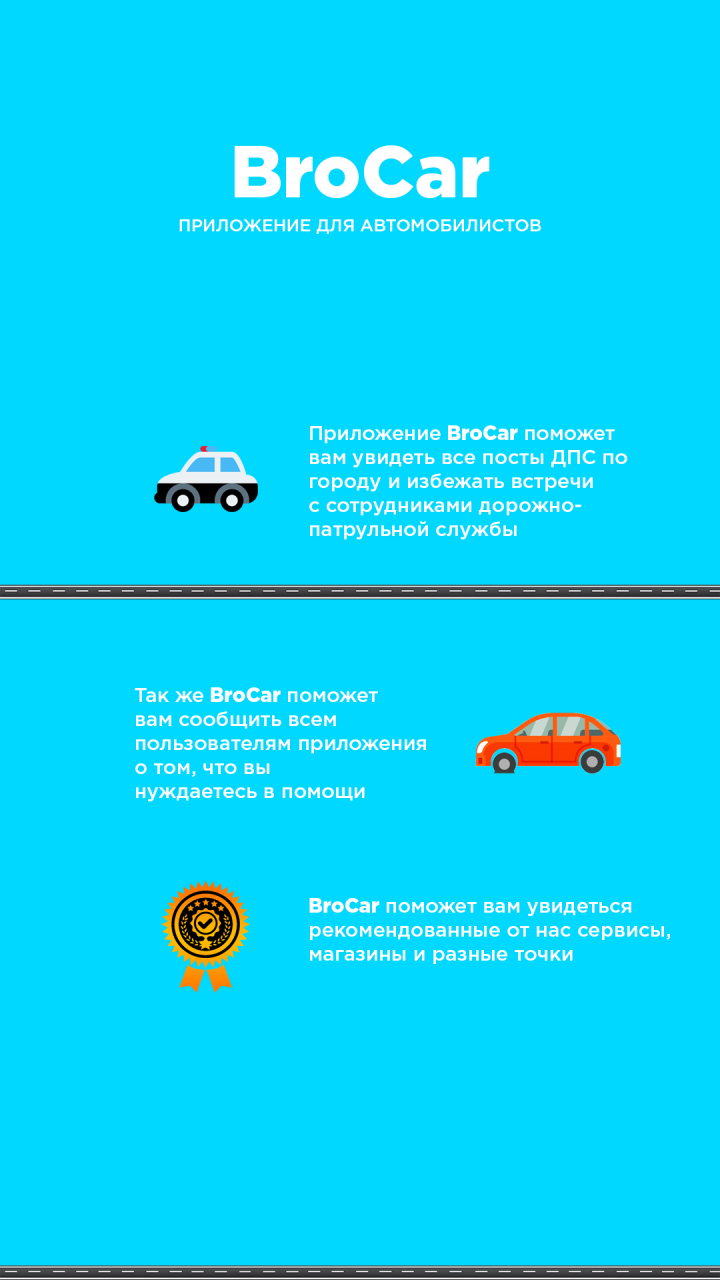 BroCar
ПРИЛОЖЕНИЕ ДЛЯ АВТОМОБИЛИСТОВ
Приложение BroCar поможет
вам увидеть все посты ДПС по
городу и избежать встречи
с сотрудниками дорожно-
патрульной службы
Так же BroCar поможет
вам сообщить всем
пользователям приложения
о том, что вы
нуждаетесь в помощи
BroCar поможет вам увидеться
рекомендованные от нас сервисы,
магазины и разные точки